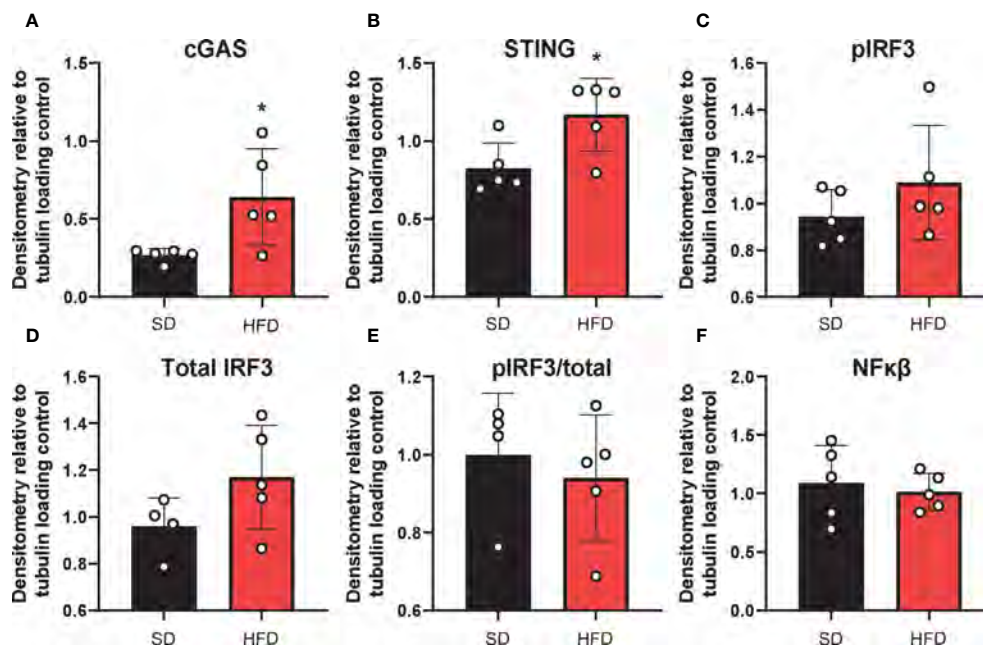 A
cGAS
Densitometry relative to
tubulin loading control
1.5
1.0
0.5
0.0
*
SD
HFD
B
STING
Densitometry relative to
tubulin loading control
1.5
1.0
0.5
0.0
*
SD
HFD
C
pIRF3
Densitometry relative to
tubulin loading control
1.6
1.4
1.2
1.0
0.8
0.6
SD
HFD
D
Total IRF3
Densitometry relative to
tubulin loading control
1.6
1.4
1.2
1.0
0.8
0.6
SD
HFD
E
pIRF3/total
Densitometry relative to
tubulin loading control
1.2
1.0
0.8
0.6
SD
HFD
F
NFκβ
Densitometry relative to
tubulin loading control
2.0
1.5
1.0
0.5
0.0
SD
HFD